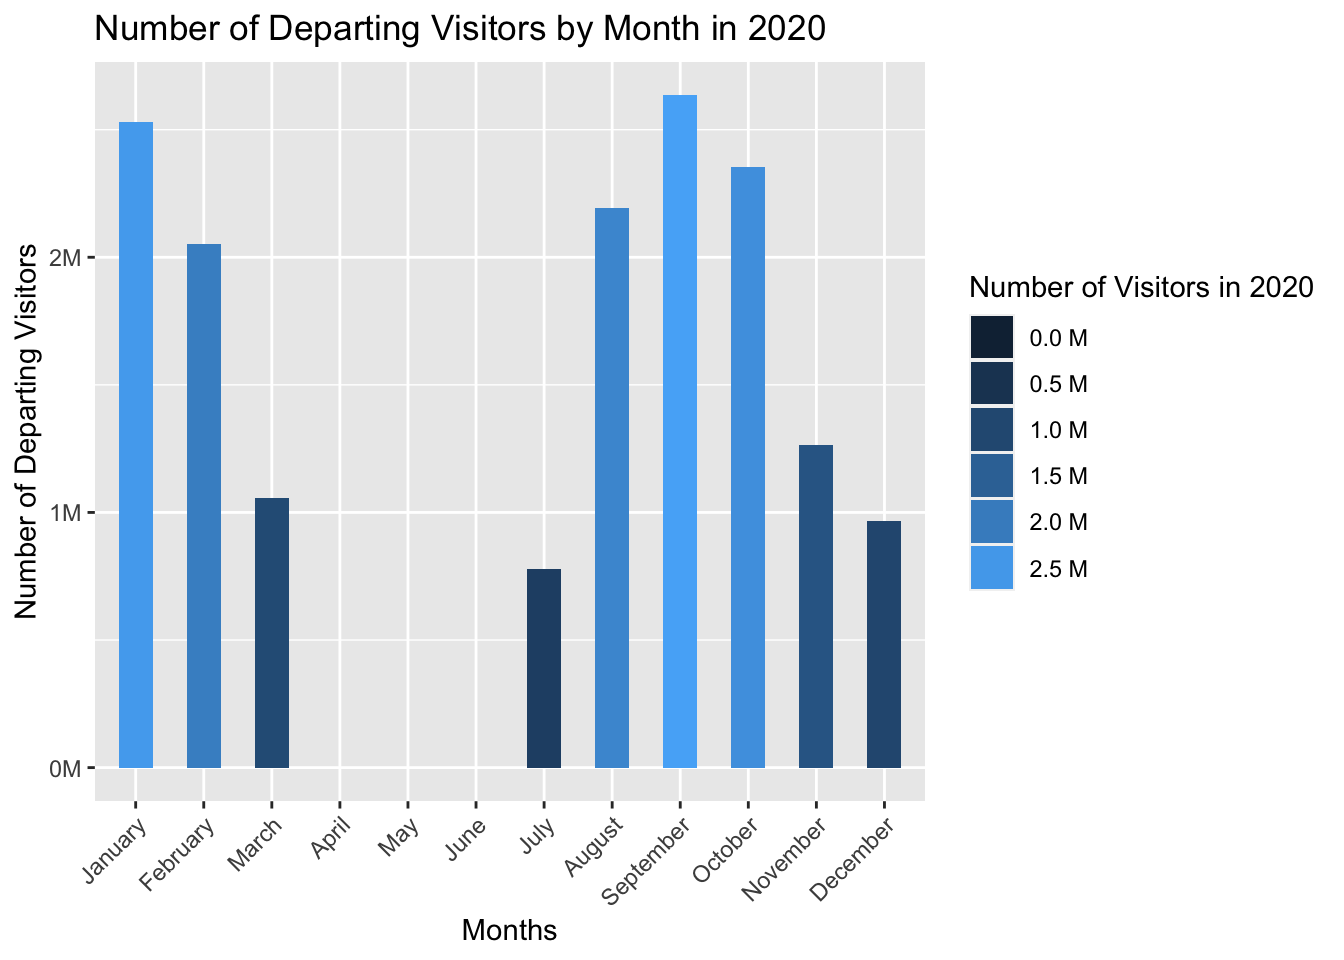 Number of Departing Visitors by Month in 2020
Number of Departing Visitors
2M
1M
0M
January
February
March
April
May
June
July
August
September
October
November
December
Months
Number of Visitors in 2020
0.0 M
0.5 M
1.0 M
1.5 M
2.0 M
2.5 M